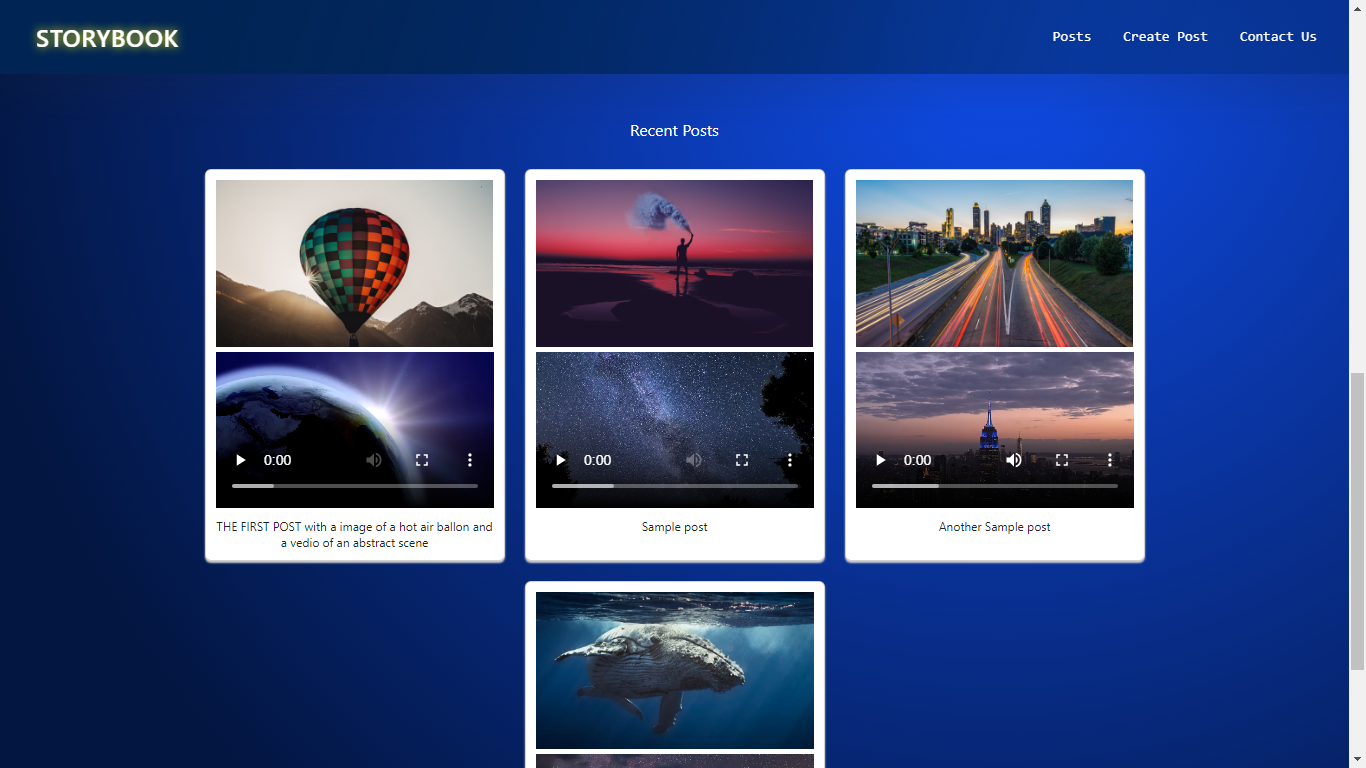 STORYBOOK
Posts
Create Post
Contact Us
Recent Posts
0:00
0:00
0:00
THE FIRST POST with a image of a hot air ballon and
a vedio of an abstract scene
Sample post
Another Sample post